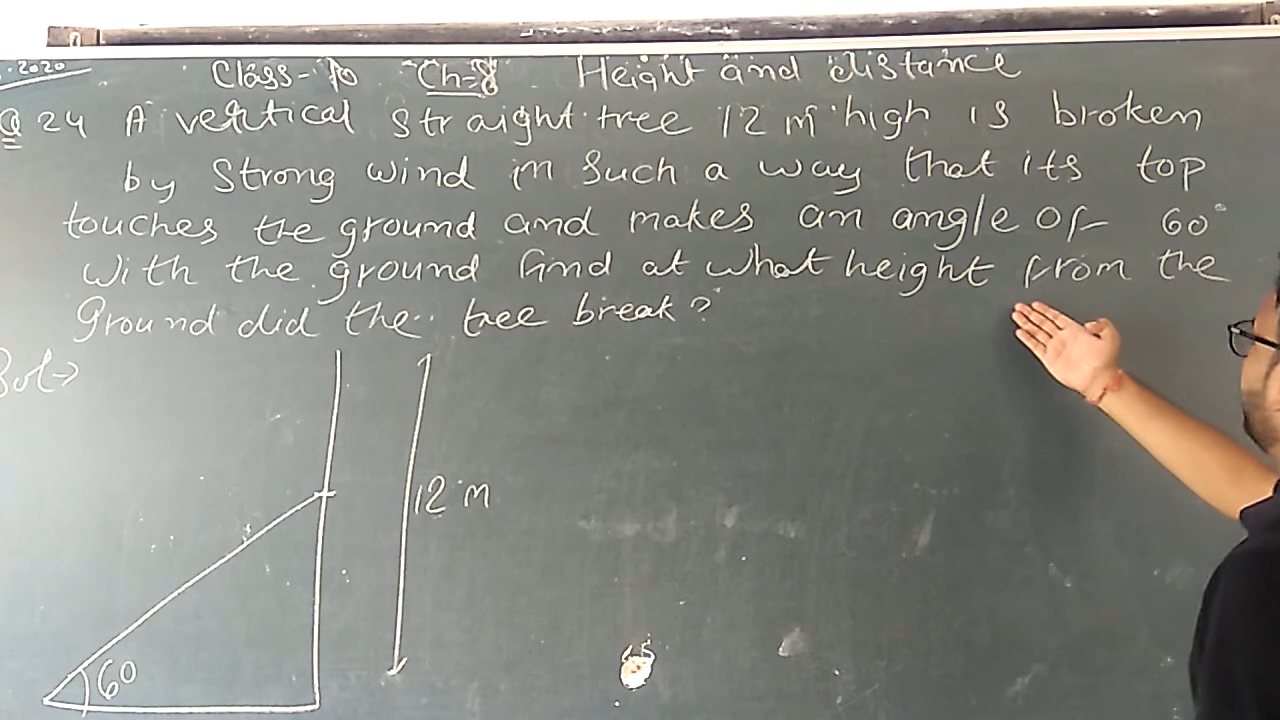 .2020
Class-10 Ch=8 Height and distance
Q 24 A vertical straight tree 12 m high is broken
by strong wind in such a way that its top
touches the ground and makes an angle of 60°
with the ground find at what height from the
Ground did the tree break?
Sol→
12 m
60